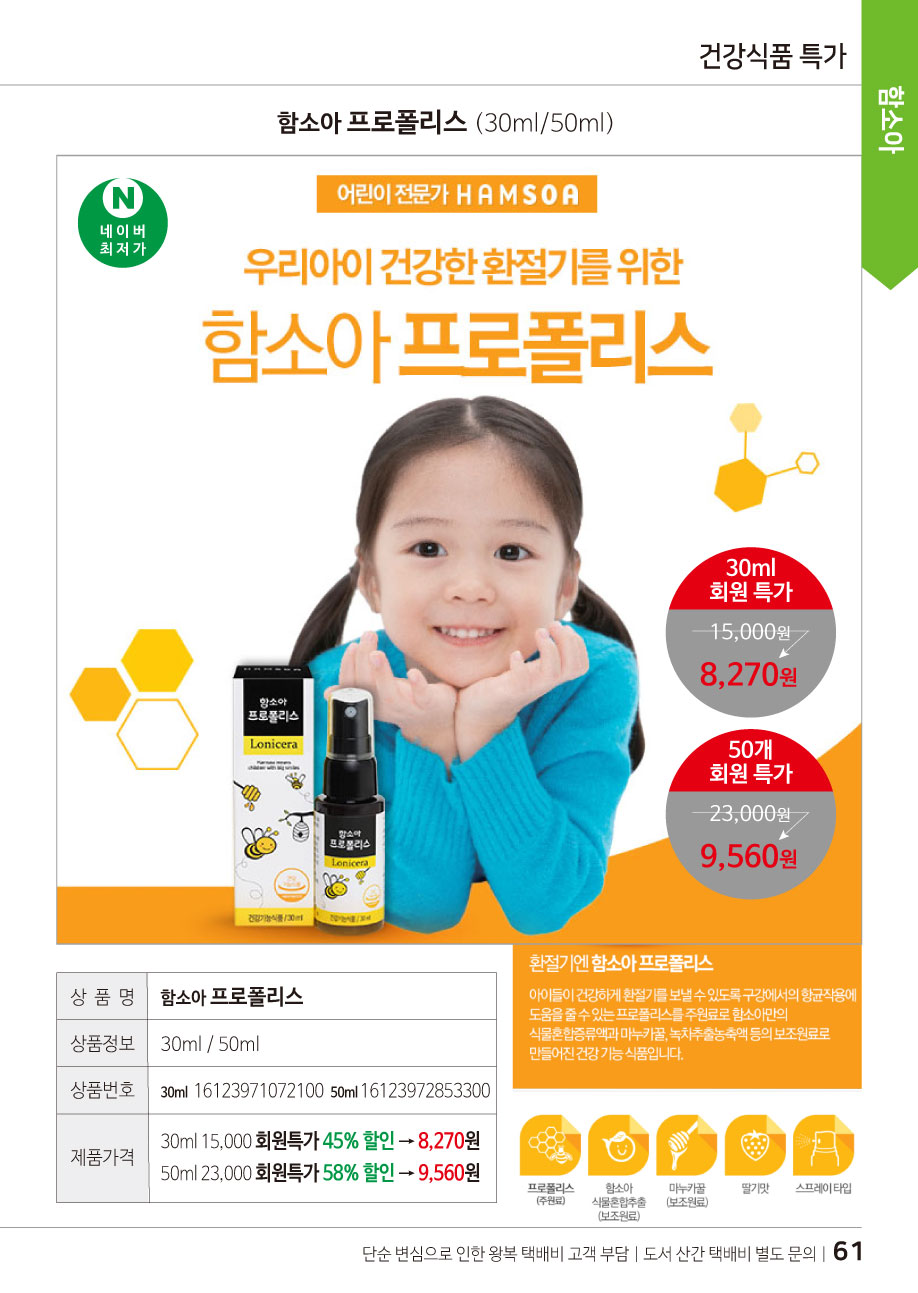 건강식품 특가
함소아
함소아 프로폴리스 (30ml/50ml)
N
네이버
최저가
어린이 전문가 HAMSOA
우리아이 건강한 환절기를 위한
함소아 프로폴리스
30ml
회원 특가
15,000원
8,270원
50개
회원 특가
23,000원
9,560원
함소아
프로폴리스
Lonicera
Hamsoa means
children with big smiles
건강기능식품 / 30 ml
함소아
프로폴리스
Lonicera
건강기능식품 / 30 ml
환절기엔 함소아 프로폴리스
아이들이 건강하게 환절기를 보낼 수 있도록 구강에서의 항균작용에
도움을 줄 수 있는 프로폴리스를 주원료로 함소아만의
식물혼합증류액과 마누카꿀, 녹차추출농축액 등의 보조원료로
만들어진 건강 기능 식품입니다.
상 품 명 함소아 프로폴리스
상품정보 30ml / 50ml
상품번호 30ml 16123971072100 50ml 16123972853300
제품가격
30ml 15,000 회원특가 45% 할인 → 8,270원
50ml 23,000 회원특가 58% 할인 → 9,560원
프로폴리스
(주원료)
함소아
식물혼합추출
(보조원료)
마누카꿀
(보조원료)
딸기맛
스프레이 타입
단순 변심으로 인한 왕복 택배비 고객 부담 | 도서 산간 택배비 별도 문의 | 61